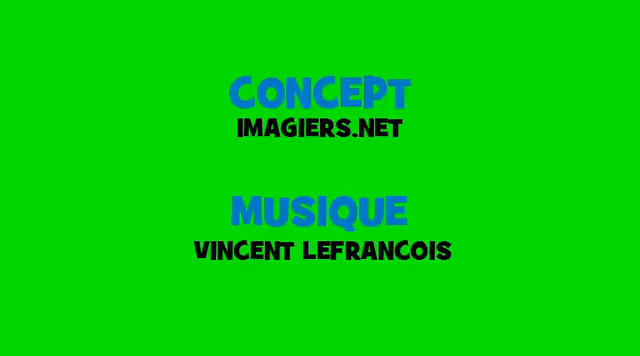 CONCEPT
IMAGIERS.NET
MUSIQUE
VINCENT LEFRANCOIS